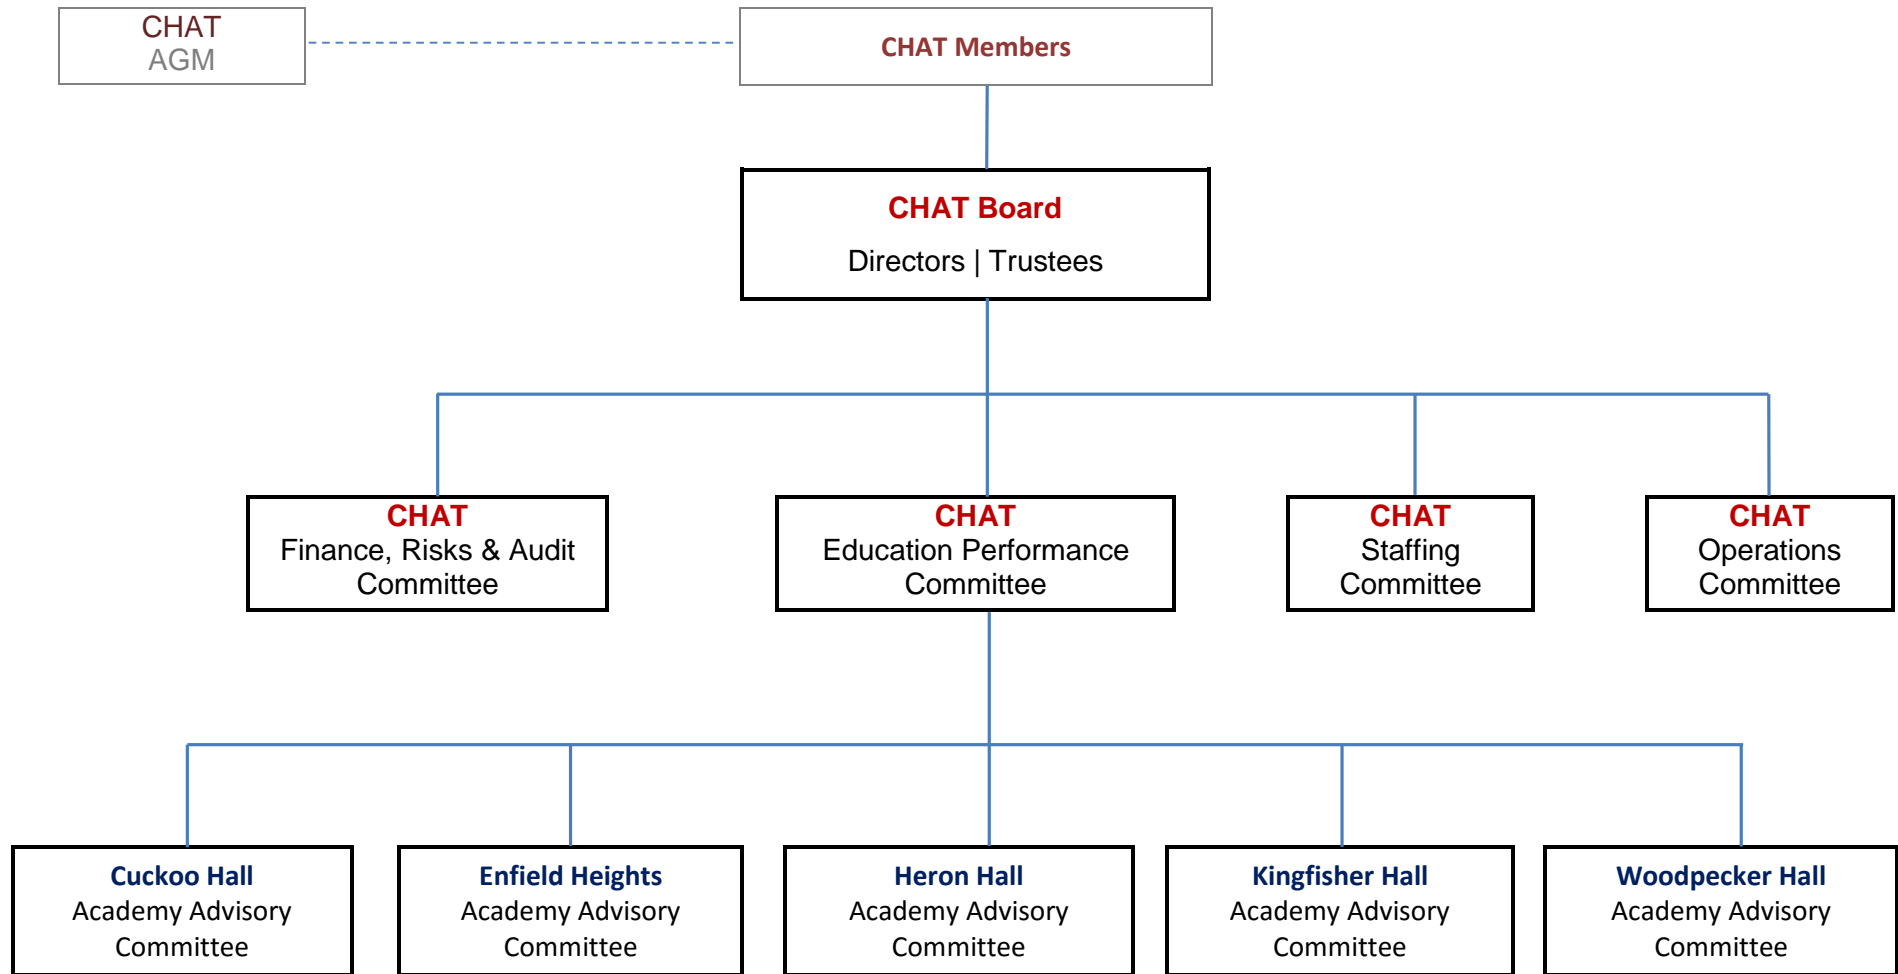 CHAT
AGM
CHAT Members
CHAT Board
Directors | Trustees
CHAT
Finance, Risks & Audit
Committee
CHAT
Education Performance
Committee
CHAT
Staffing
Committee
CHAT
Operations
Committee
Cuckoo Hall
Academy Advisory
Committee
Enfield Heights
Academy Advisory
Committee
Heron Hall
Academy Advisory
Committee
Kingfisher Hall
Academy Advisory
Committee
Woodpecker Hall
Academy Advisory
Committee